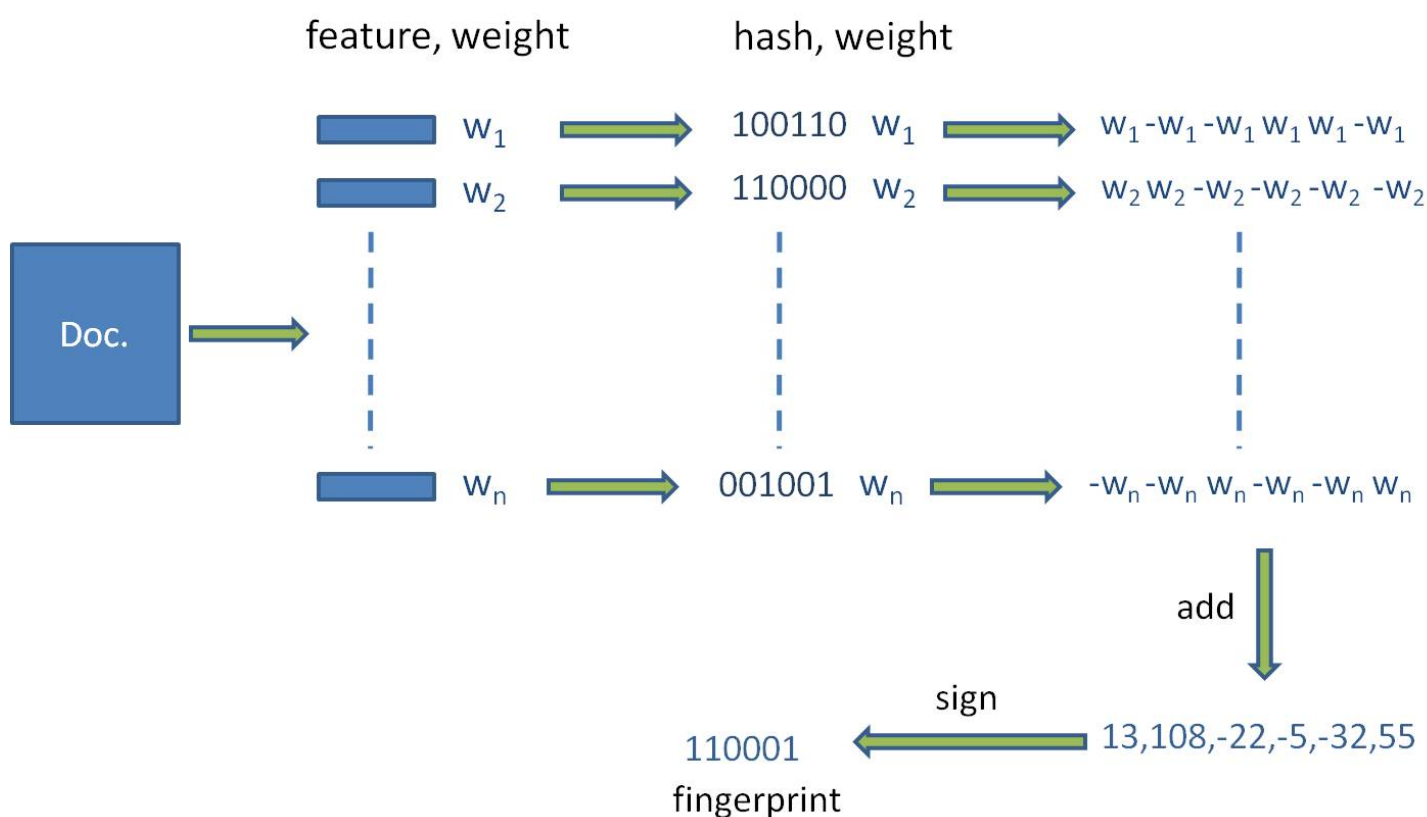 feature, weight hash, weight
w₁ 100110 w₁ w₁ -w₁ -w₁ w₁ w₁ -w₁
w₂ 110000 w₂ w₂ w₂ -w₂ -w₂ -w₂ -w₂
Doc.
wₙ 001001 wₙ -wₙ -wₙ wₙ -wₙ -wₙ wₙ
add
sign
110001 13,108,-22,-5,-32,55
fingerprint